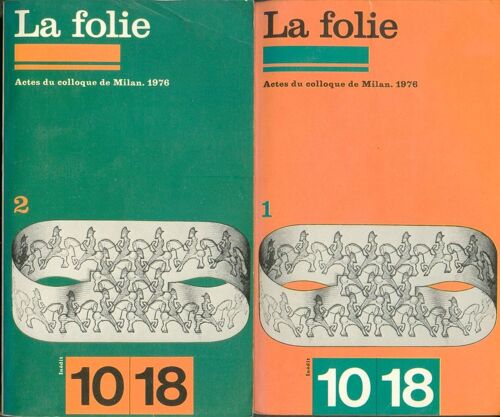 La folie
Actes du colloque de Milan. 1976
2
Inédit
10 18
La folie
Actes du colloque de Milan. 1976
1
Inédit
10 18